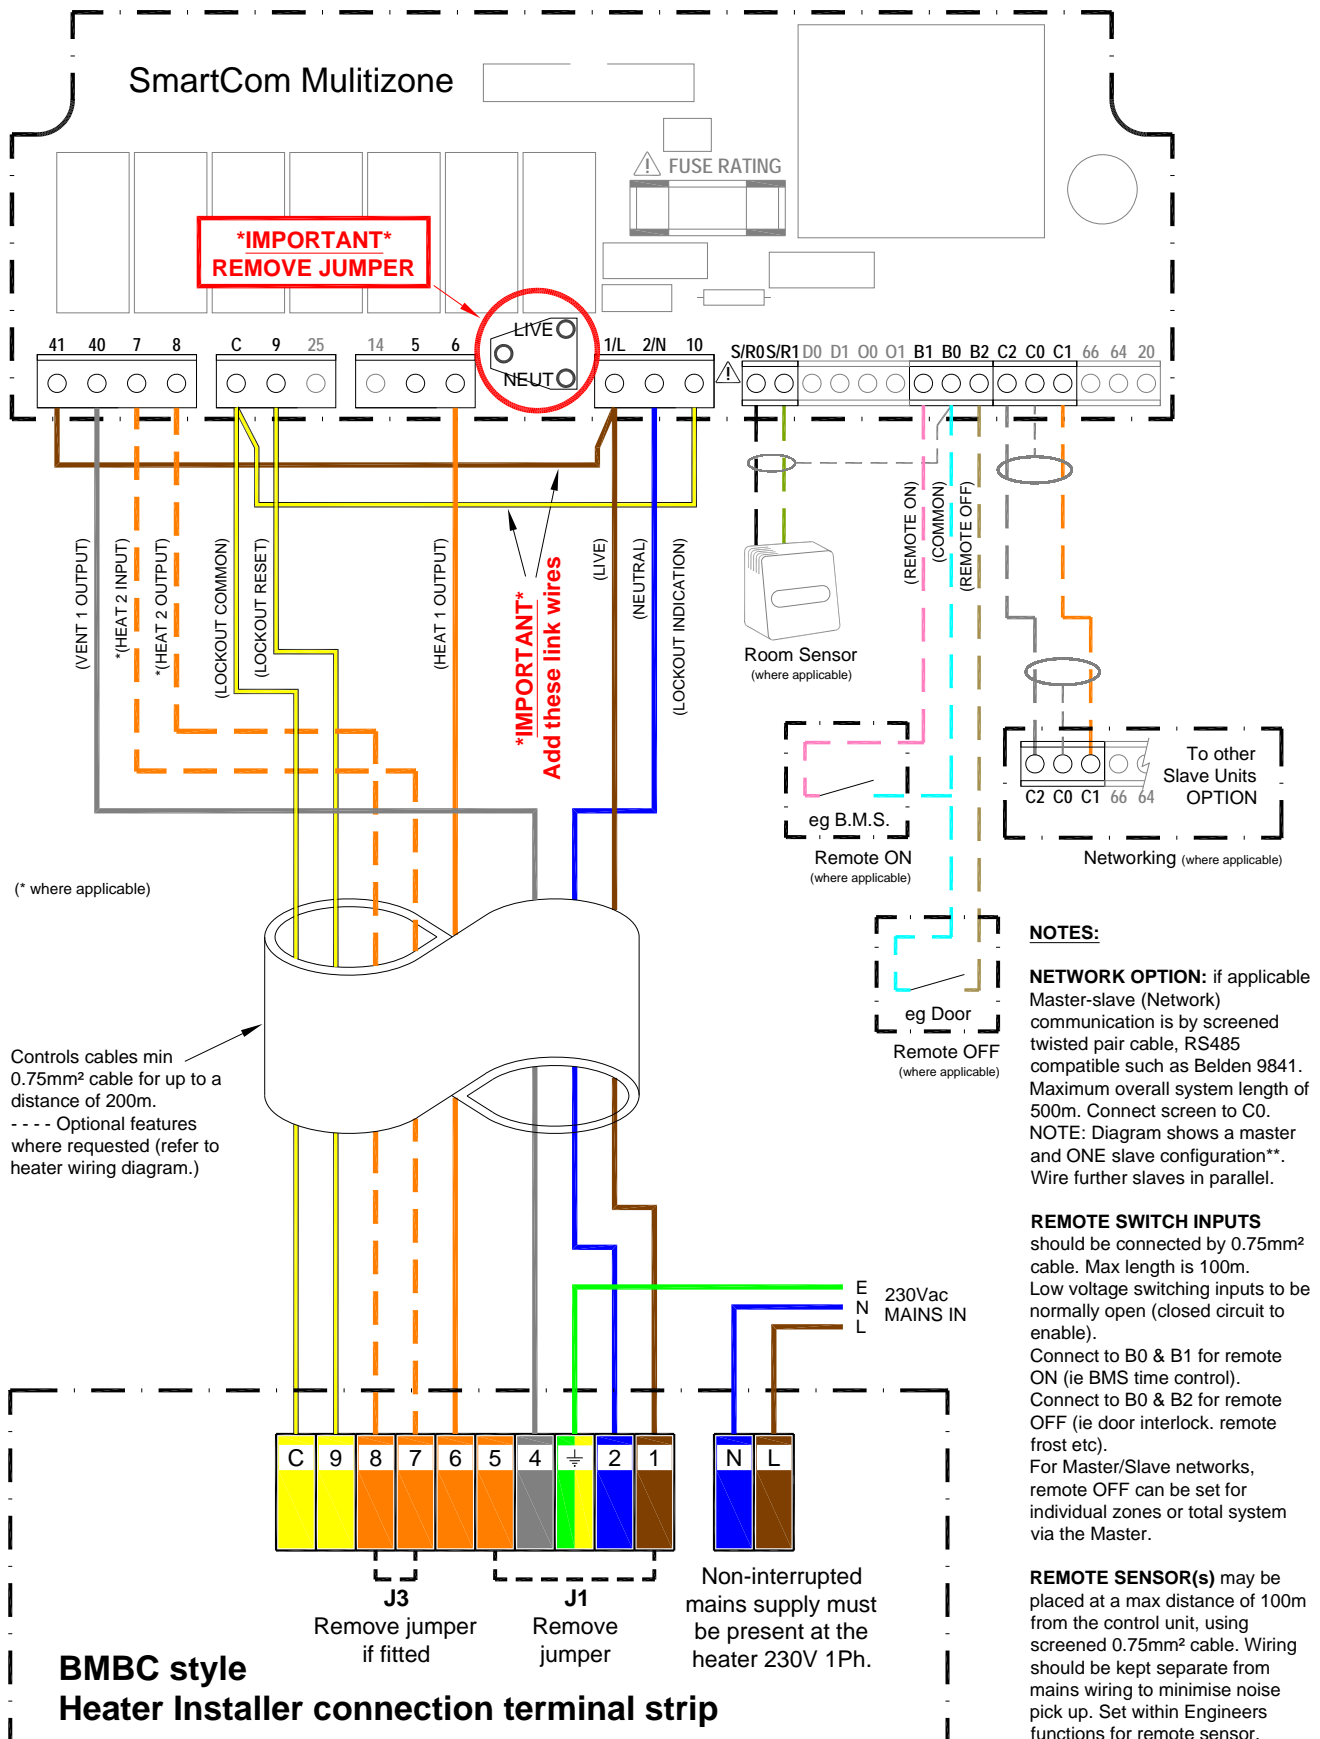 SmartCom Mulitizone
FUSE RATING
*IMPORTANT*
REMOVE JUMPER
LIVE
NEUT
41 40 7 8
C 9 25
14 5 6
1/L 2/N 10
S/R0 S/R1 D0 D1 O0 O1 B1 B0 B2 C2 C0 C1 66 64 20
(VENT 1 OUTPUT)
*(HEAT 2 INPUT)
*(HEAT 2 OUTPUT)
(LOCKOUT COMMON)
(LOCKOUT RESET)
(HEAT 1 OUTPUT)
*IMPORTANT*
Add these link wires
(LIVE)
(NEUTRAL)
(LOCKOUT INDICATION)
(REMOTE ON)
(COMMON)
(REMOTE OFF)
Room Sensor
(where applicable)
eg B.M.S.
Remote ON
(where applicable)
C2 C0 C1 66 64
To other
Slave Units
OPTION
Networking (where applicable)
eg Door
Remote OFF
(where applicable)
(* where applicable)
Controls cables min
0.75mm² cable for up to a
distance of 200m.
- - - - Optional features
where requested (refer to
heater wiring diagram.)
E
N
L
230Vac
MAINS IN
C 9 8 7 6 5 4 2 1
N L
J3
Remove jumper
if fitted
J1
Remove
jumper
Non-interrupted
mains supply must
be present at the
heater 230V 1Ph.
BMBC style
Heater Installer connection terminal strip
NOTES:
NETWORK OPTION: if applicable
Master-slave (Network)
communication is by screened
twisted pair cable, RS485
compatible such as Belden 9841.
Maximum overall system length of
500m. Connect screen to C0.
NOTE: Diagram shows a master
and ONE slave configuration**.
Wire further slaves in parallel.
REMOTE SWITCH INPUTS
should be connected by 0.75mm²
cable. Max length is 100m.
Low voltage switching inputs to be
normally open (closed circuit to
enable).
Connect to B0 & B1 for remote
ON (ie BMS time control).
Connect to B0 & B2 for remote
OFF (ie door interlock. remote
frost etc).
For Master/Slave networks,
remote OFF can be set for
individual zones or total system
via the Master.
REMOTE SENSOR(s) may be
placed at a max distance of 100m
from the control unit, using
screened 0.75mm² cable. Wiring
should be kept separate from
mains wiring to minimise noise
pick up. Set within Engineers
functions for remote sensor.